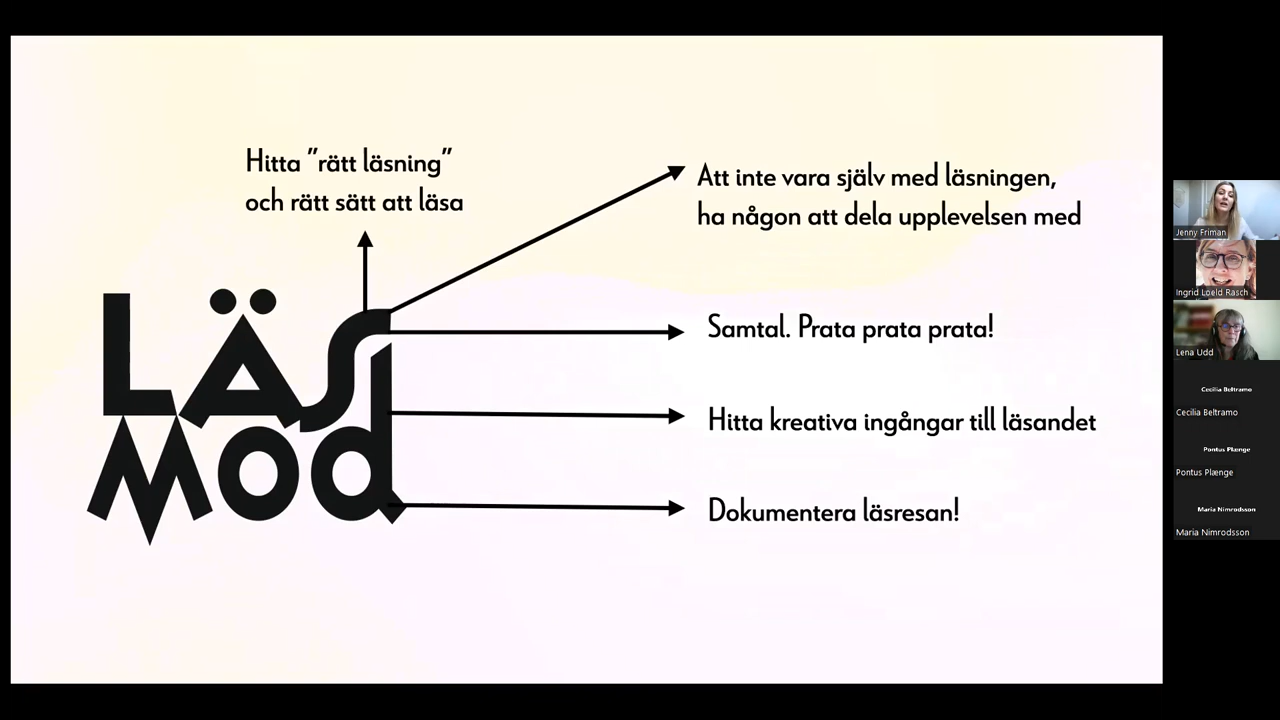 Hitta ”rätt läsning”
och rätt sätt att läsa
Att inte vara själv med läsningen,
ha någon att dela upplevelsen med
LÄS
MOD
Samtal. Prata prata prata!
Hitta kreativa ingångar till läsandet
Dokumentera läsresan!
Jenny Friman
Ingrid Loeld Rasch
Lena Udd
Cecilia Beltramo
Cecilia Beltramo
Pontus Plænge
Pontus Plænge
Maria Nimrodsson
Maria Nimrodsson